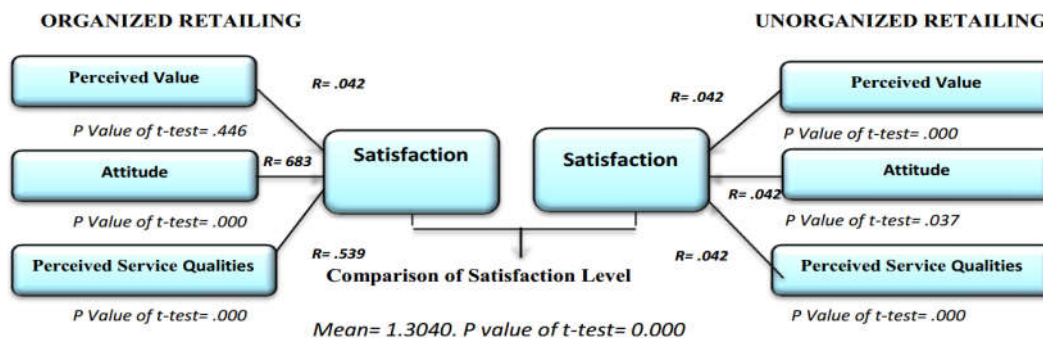 ORGANIZED RETAILING
UNORGANIZED RETAILING
Perceived Value
R= .042
P Value of t-test= .446
Attitude
R= 683
P Value of t-test= .000
Perceived Service Qualities
R= .539
P Value of t-test= .000
Satisfaction
Satisfaction
R= .042
Perceived Value
P Value of t-test= .000
Attitude
R= .042
P Value of t-test= .037
R= .042
Perceived Service Qualities
P Value of t-test= .000
Comparison of Satisfaction Level
Mean= 1.3040. P value of t-test= 0.000